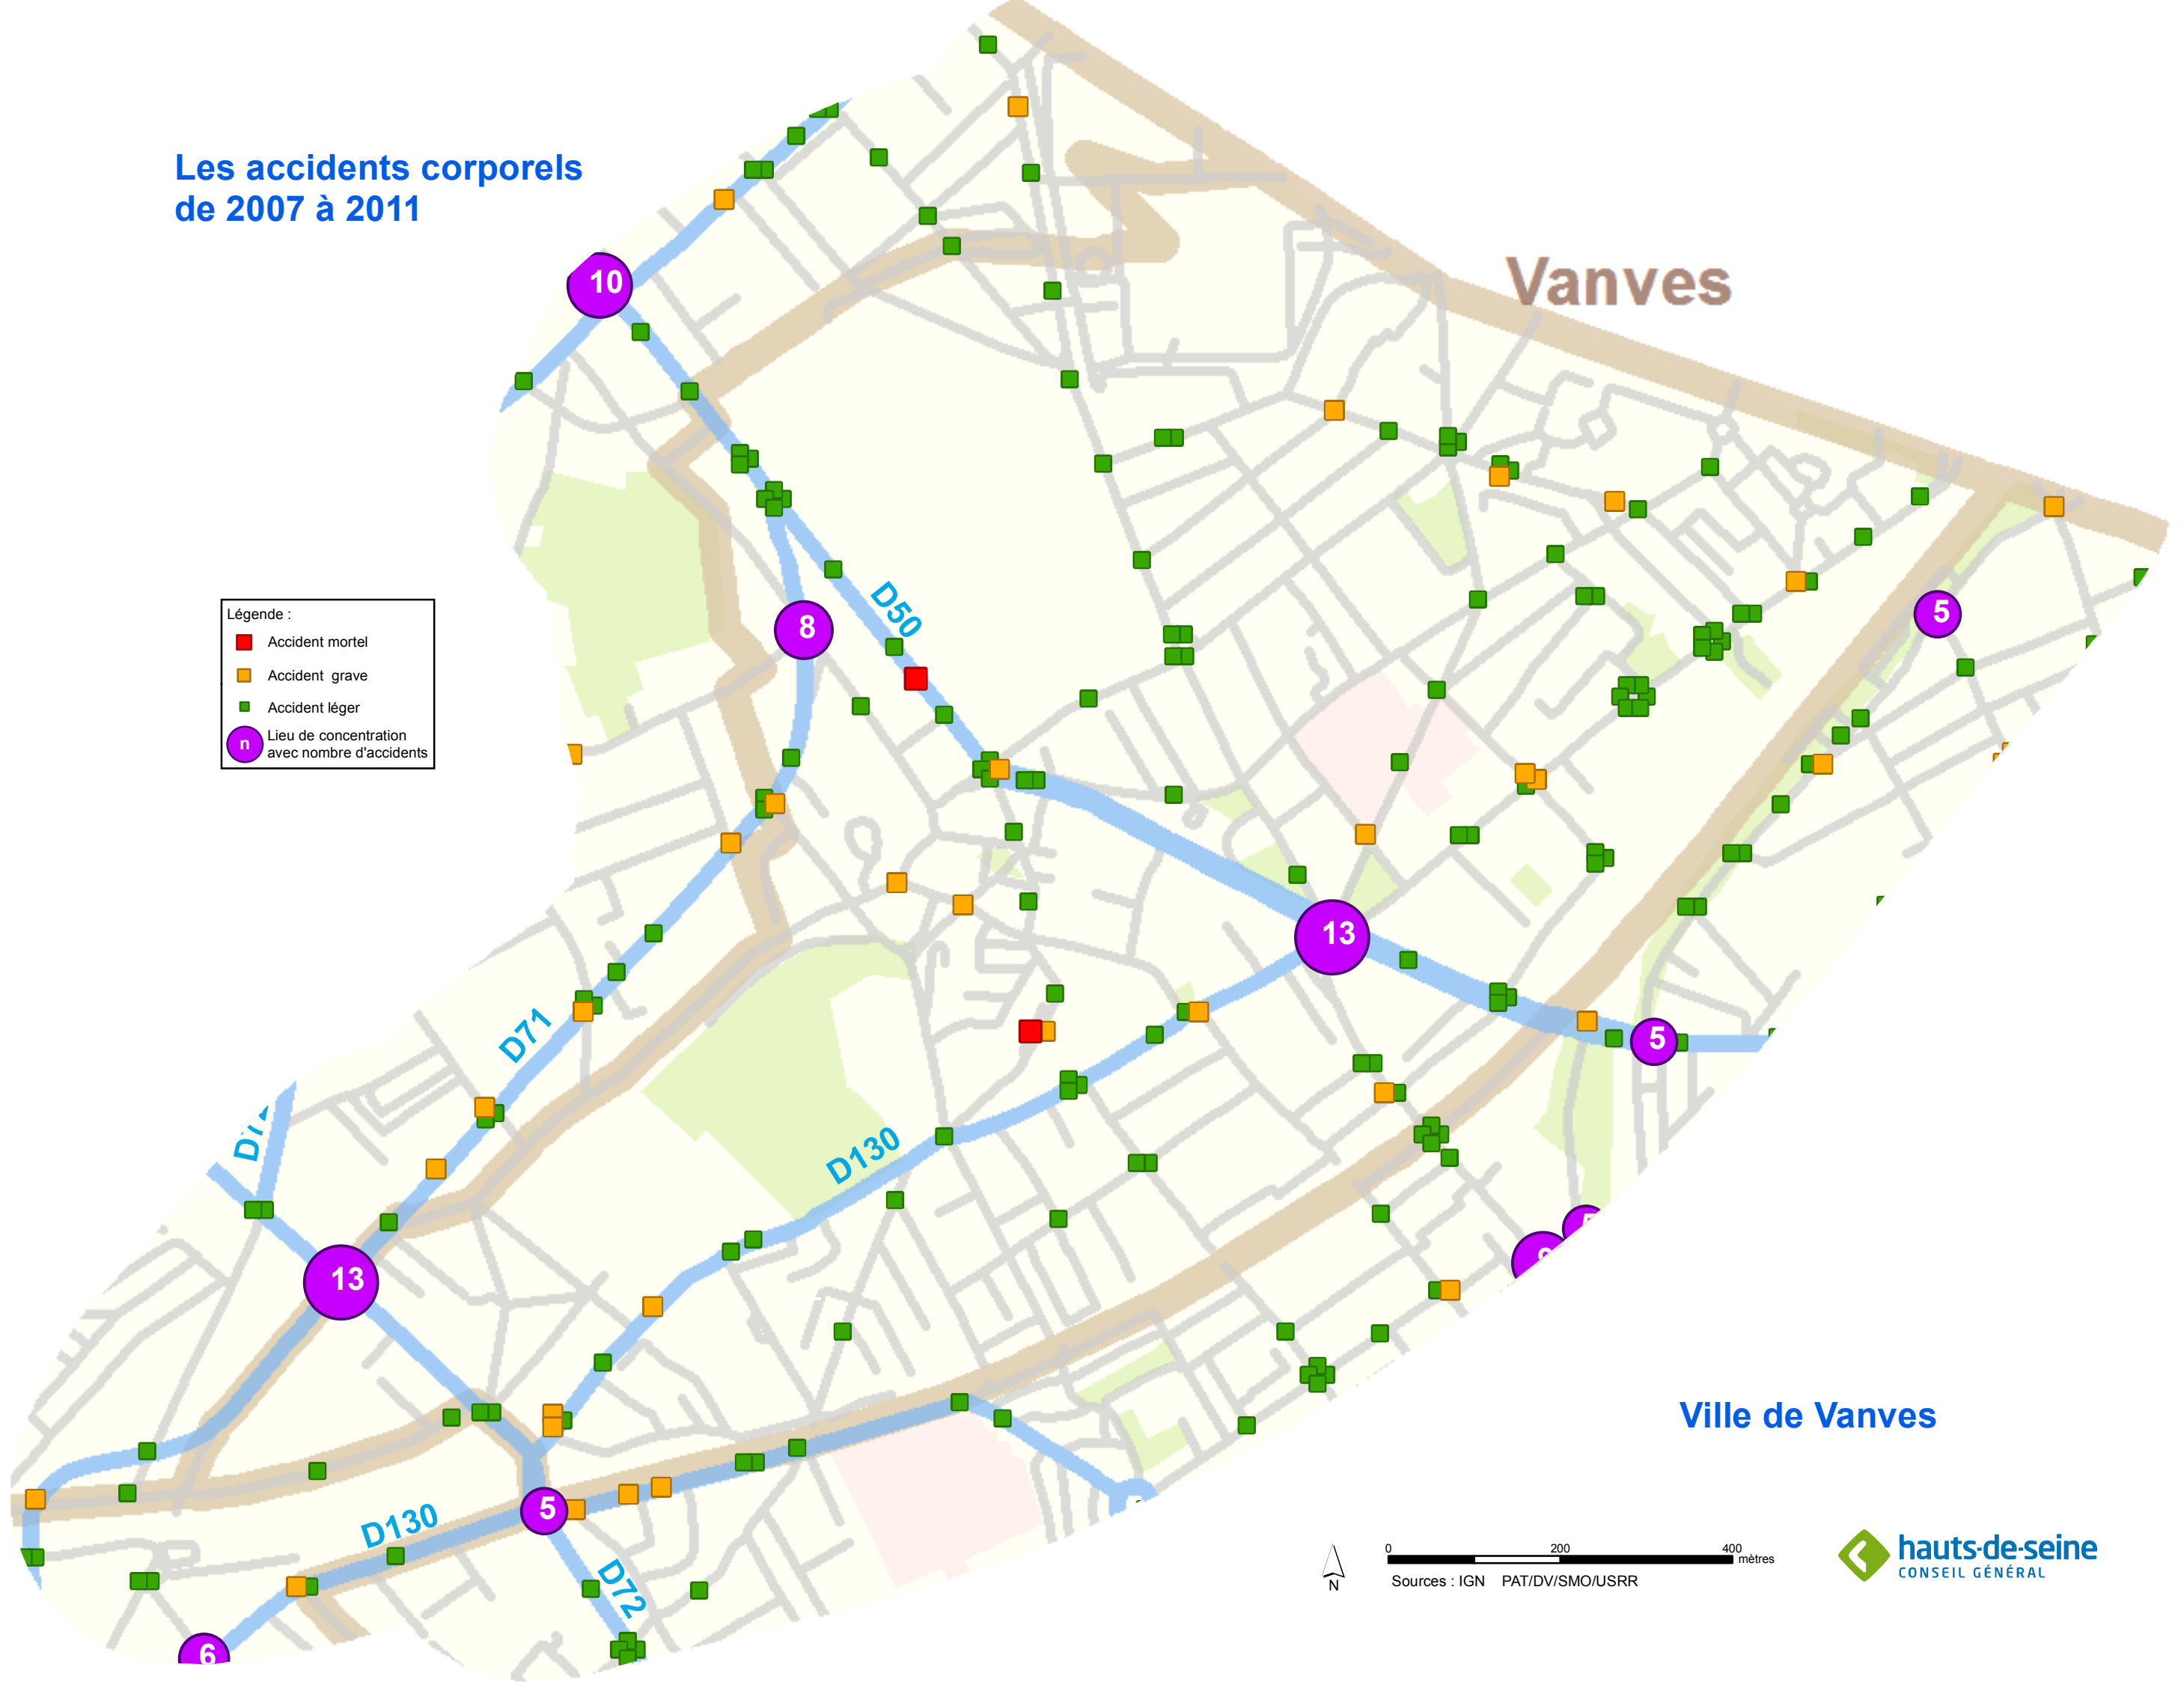 Les accidents corporels
de 2007 à 2011
10
Vanves
Légende :
Accident mortel
Accident grave
Accident léger
n
Lieu de concentration
avec nombre d'accidents
8
D50
5
13
5
D71
D130
13
Ville de Vanves
D130
5
D72
6
N
0 200 400
mètres
Sources : IGN PAT/DV/SMO/USRR
hauts-de-seine
CONSEIL GÉNÉRAL